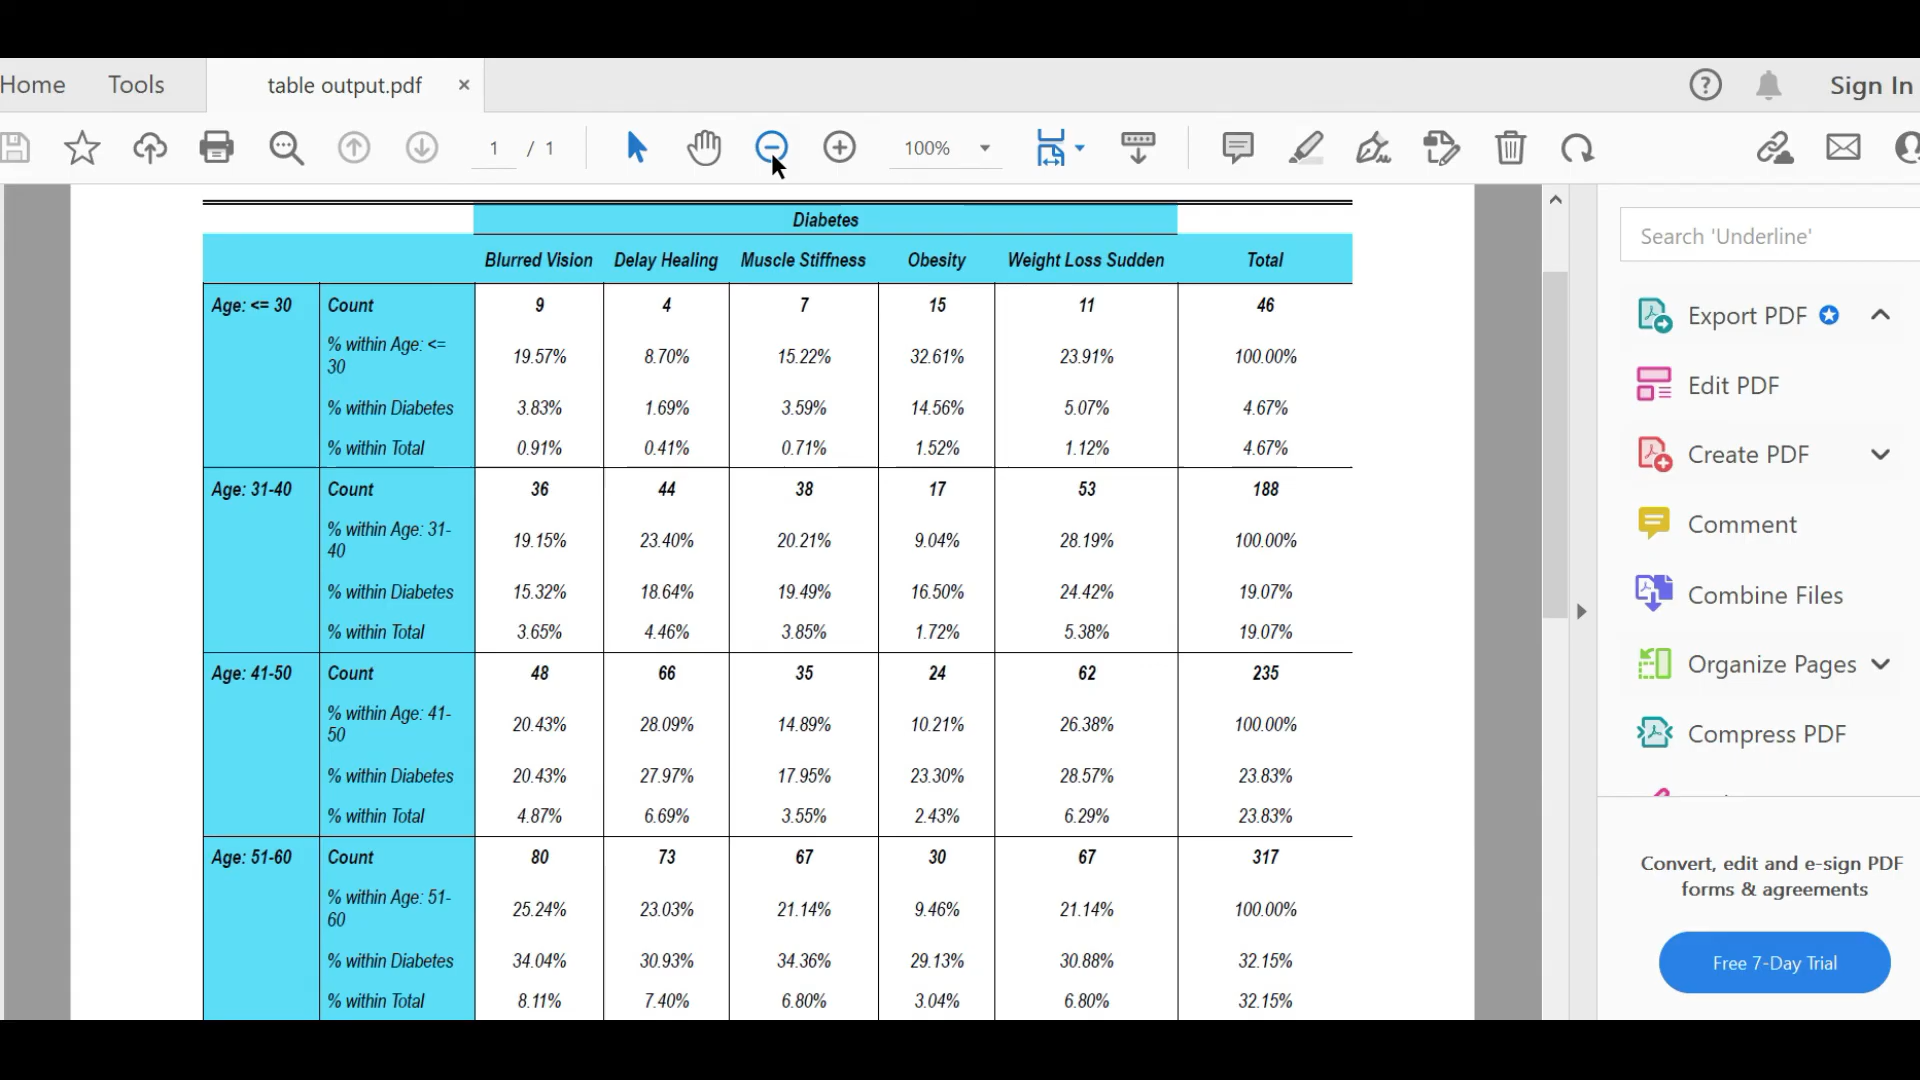 Home Tools table output.pdf × ? Sign In
1 / 1 100%
Diabetes
Blurred Vision Delay Healing Muscle Stiffness Obesity Weight Loss Sudden Total
Age: <= 30 Count 9 4 7 15 11 46
% within Age: <=
30 19.57% 8.70% 15.22% 32.61% 23.91% 100.00%
% within Diabetes 3.83% 1.69% 3.59% 14.56% 5.07% 4.67%
% within Total 0.91% 0.41% 0.71% 1.52% 1.12% 4.67%
Age: 31-40 Count 36 44 38 17 53 188
% within Age: 31-
40 19.15% 23.40% 20.21% 9.04% 28.19% 100.00%
% within Diabetes 15.32% 18.64% 19.49% 16.50% 24.42% 19.07%
% within Total 3.65% 4.46% 3.85% 1.72% 5.38% 19.07%
Age: 41-50 Count 48 66 35 24 62 235
% within Age: 41-
50 20.43% 28.09% 14.89% 10.21% 26.38% 100.00%
% within Diabetes 20.43% 27.97% 17.95% 23.30% 28.57% 23.83%
% within Total 4.87% 6.69% 3.55% 2.43% 6.29% 23.83%
Age: 51-60 Count 80 73 67 30 67 317
% within Age: 51-
60 25.24% 23.03% 21.14% 9.46% 21.14% 100.00%
% within Diabetes 34.04% 30.93% 34.36% 29.13% 30.88% 32.15%
% within Total 8.11% 7.40% 6.80% 3.04% 6.80% 32.15%
Search 'Underline'
Export PDF
Edit PDF
Create PDF
Comment
Combine Files
Organize Pages
Compress PDF
Convert, edit and e-sign PDF
forms & agreements
Free 7-Day Trial